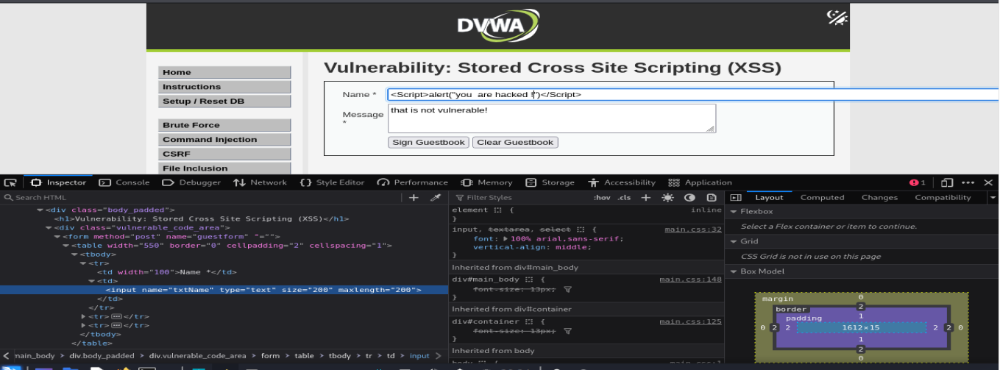 DVWA
Home
Instructions
Setup / Reset DB
Brute Force
Command Injection
CSRF
File Inclusion
Vulnerability: Stored Cross Site Scripting (XSS)
Name * <Script>alert("you  are hacked !")</Script>
Message * that is not vulnerable!
Sign Guestbook Clear Guestbook
Inspector Console Debugger Network Style Editor Performance Memory Storage Accessibility Application 1
Search HTML
<div class="body_padded">
<h1>Vulnerability: Stored Cross Site Scripting (XSS)</h1>
<div class="vulnerable_code_area">
<form method="post" name="guestform" "="">
<table width="550" border="0" cellpadding="2" cellspacing="1">
<tbody>
<tr>
<td width="100">Name *</td>
<td>
<input name="txtName" type="text" size="200" maxlength="200">
</td>
</tr>
<tr></tr>
<tr></tr>
</tbody>
</table>
main_body > div.body_padded > div.vulnerable_code_area > form > table > tbody > tr > td > input
Filter Styles :hov .cls
element { inline
}
input, textarea, select { main.css:32
font: 100% arial,sans-serif;
vertical-align: middle;
}
Inherited from div#main_body
div#main_body { main.css:148
font-size: 13px;
}
Inherited from div#container
div#container { main.css:125
font-size: 13px;
}
Inherited from body
body { main.css:1
Layout Computed Changes Compatibility
Flexbox
Select a Flex container or item to continue.
Grid
CSS Grid is not in use on this page
Box Model
margin 0
border 2
padding 1
0 2 2 1612×15 2 2 0
1
2
0